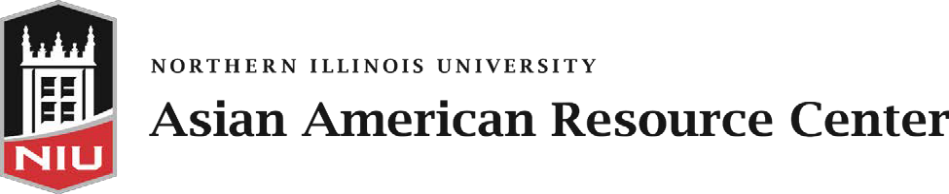 NIU
NORTHERN ILLINOIS UNIVERSITY
Asian American Resource Center